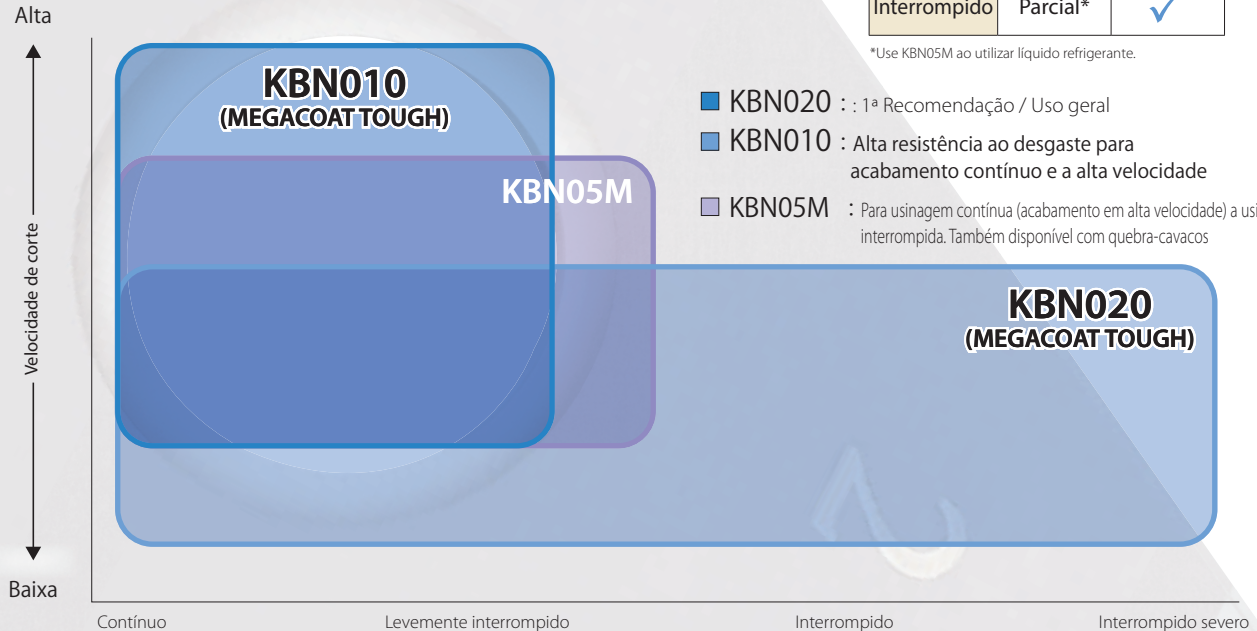 Alta
Interrompido Parcial* ✓
*Use KBN05M ao utilizar líquido refrigerante.
KBN010
(MEGACOAT TOUGH)
KBN020 : : 1ª Recomendação / Uso geral
KBN010 : Alta resistência ao desgaste para
acabamento contínuo e a alta velocidade
KBN05M
KBN05M : Para usinagem contínua (acabamento em alta velocidade) a
interrompida. Também disponível com quebra-cavacos
Velocidade de corte
KBN020
(MEGACOAT TOUGH)
Baixa
Contínuo Levemente interrompido Interrompido Interrompido severo